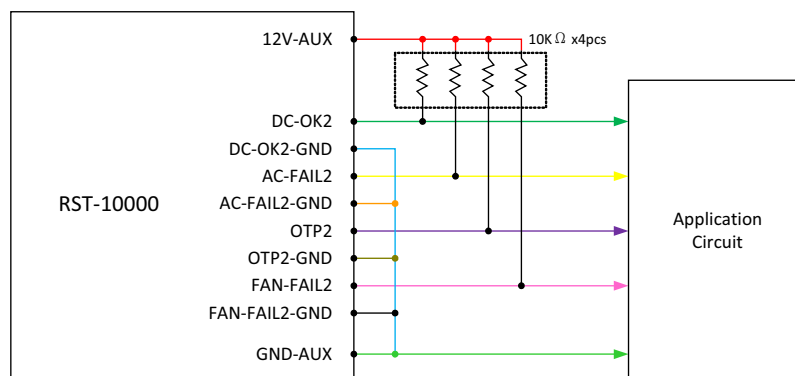 12V-AUX
10KΩ x4pcs
DC-OK2
DC-OK2-GND
AC-FAIL2
AC-FAIL2-GND
OTP2
OTP2-GND
FAN-FAIL2
FAN-FAIL2-GND
GND-AUX
RST-10000
Application
Circuit